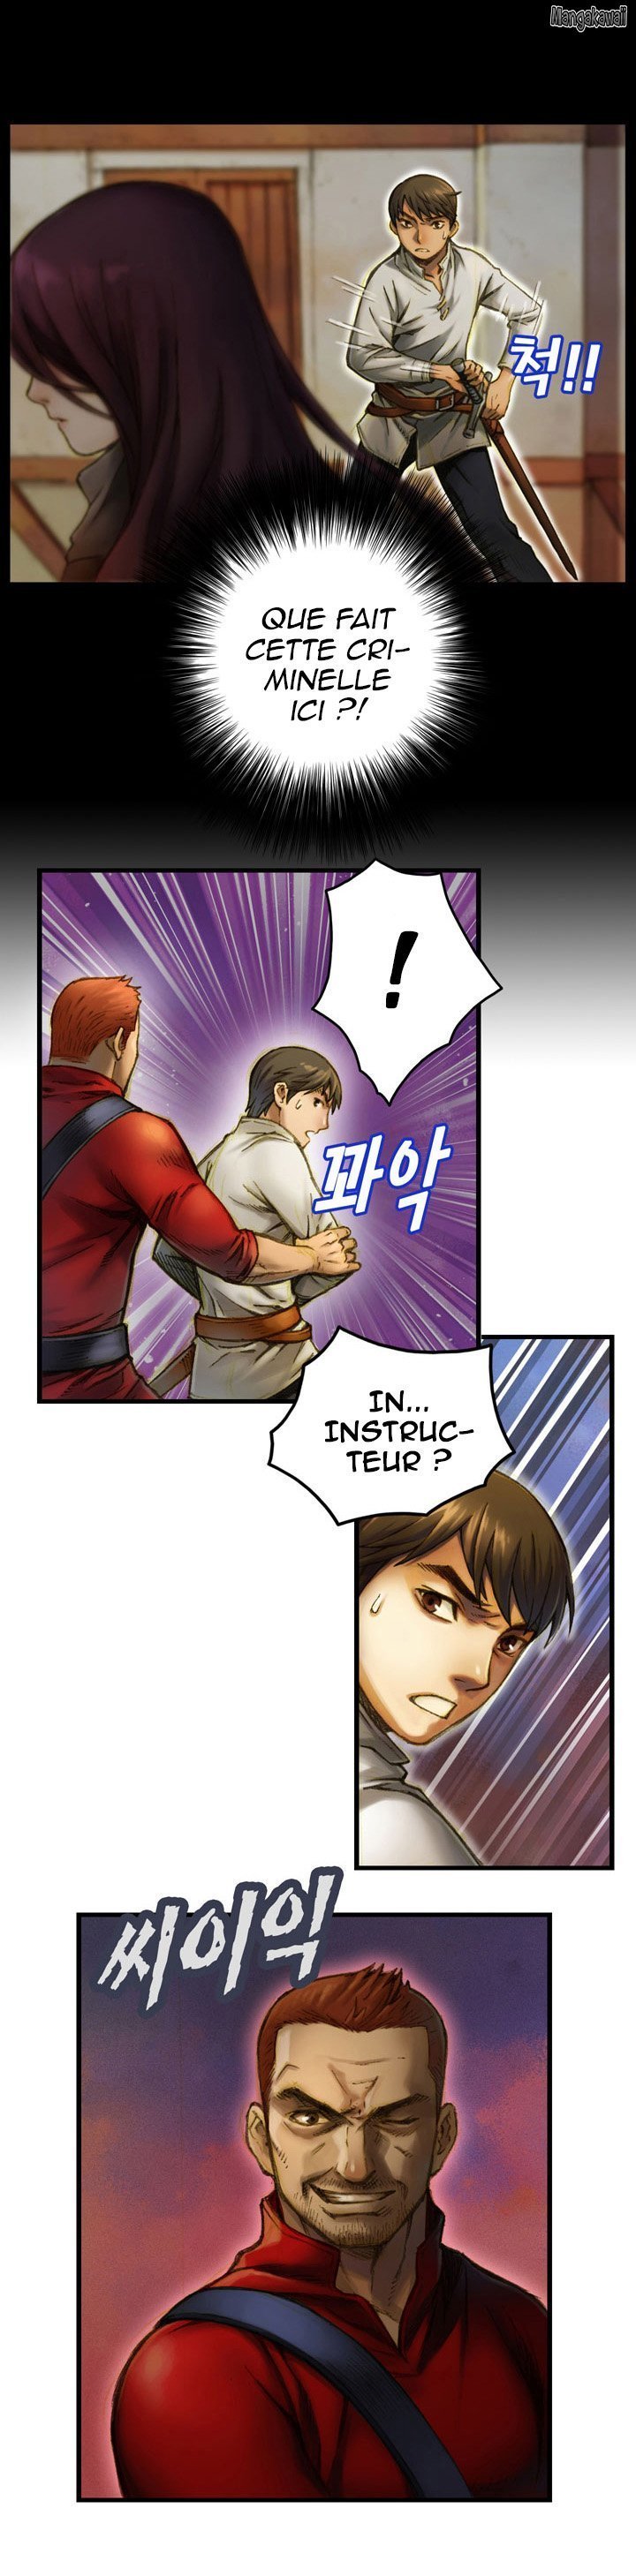 Mangakawaii
척!!
QUE FAIT
CETTE CRI-
MINELLE
ICI ?!
!
꽈악
IN...
INSTRUC-
TEUR ?
씨이익